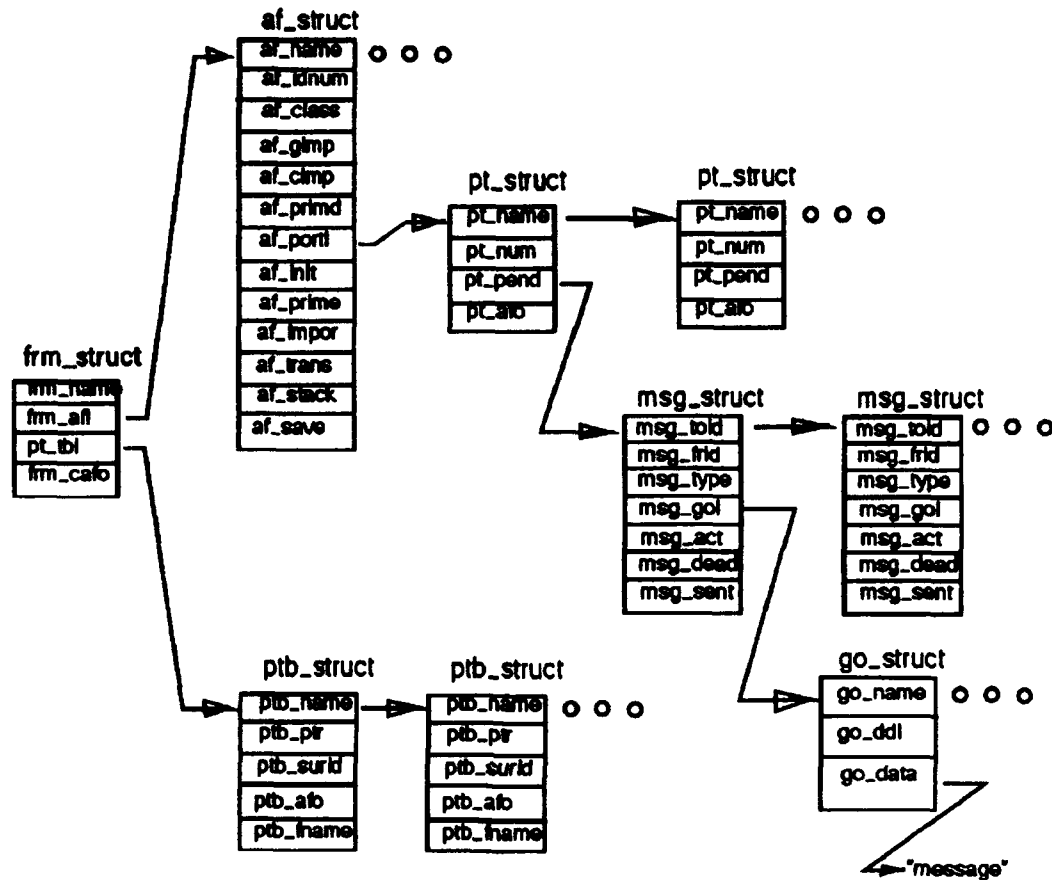 af_struct
af_name
af_idnum
af_class
af_gimp
af_cimp
af_primd
af_portl
af_init
af_prime
af_impor
af_trans
af_stack
af_save
pt_struct
pt_name
pt_num
pt_pend
pt_afo
pt_struct
pt_name
pt_num
pt_pend
pt_afo
frm_struct
frm_name
frm_afl
pt_tbl
frm_cafo
msg_struct
msg_told
msg_frid
msg_type
msg_gol
msg_act
msg_dead
msg_sent
msg_struct
msg_told
msg_frid
msg_type
msg_gol
msg_act
msg_dead
msg_sent
ptb_struct
ptb_name
ptb_ptr
ptb_surid
ptb_afo
ptb_fname
ptb_struct
ptb_name
ptb_ptr
ptb_surid
ptb_afo
ptb_fname
go_struct
go_name
go_ddl
go_data
"message"